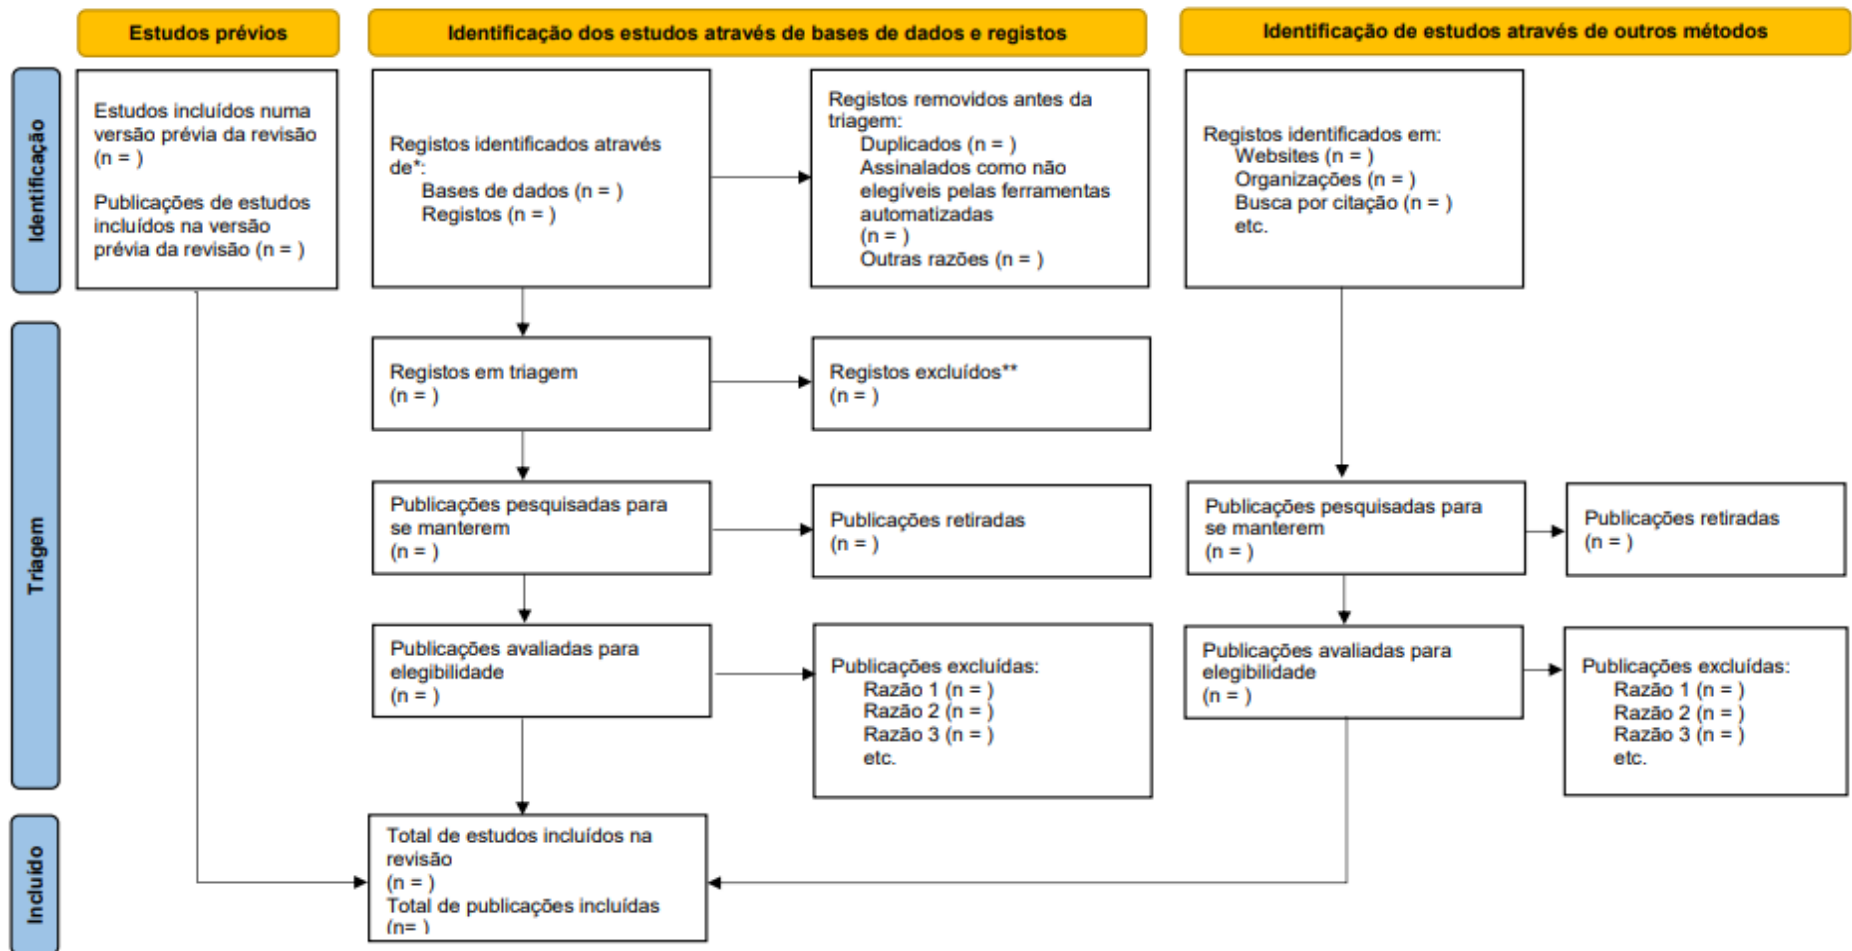 Estudos prévios
Identificação dos estudos através de bases de dados e registos
Identificação de estudos através de outros métodos
Identificação
Estudos incluídos numa
versão prévia da revisão
(n = )
Publicações de estudos
incluídos na versão
prévia da revisão (n = )
Registos identificados através
de*:
Bases de dados (n = )
Registos (n = )
Registos removidos antes da
triagem:
Duplicados (n = )
Assinalados como não
elegíveis pelas ferramentas
automatizadas
(n = )
Outras razões (n = )
Registos identificados em:
Websites (n = )
Organizações (n = )
Busca por citação (n = )
etc.
Triagem
Registos em triagem
(n = )
Registos excluídos**
(n = )
Publicações pesquisadas para
se manterem
(n = )
Publicações retiradas
(n = )
Publicações pesquisadas para
se manterem
(n = )
Publicações retiradas
(n = )
Publicações avaliadas para
elegibilidade
(n = )
Publicações excluídas:
Razão 1 (n = )
Razão 2 (n = )
Razão 3 (n = )
etc.
Publicações avaliadas para
elegibilidade
(n = )
Publicações excluídas:
Razão 1 (n = )
Razão 2 (n = )
Razão 3 (n = )
etc.
Incluído
Total de estudos incluídos na
revisão
(n = )
Total de publicações incluídas
(n= )